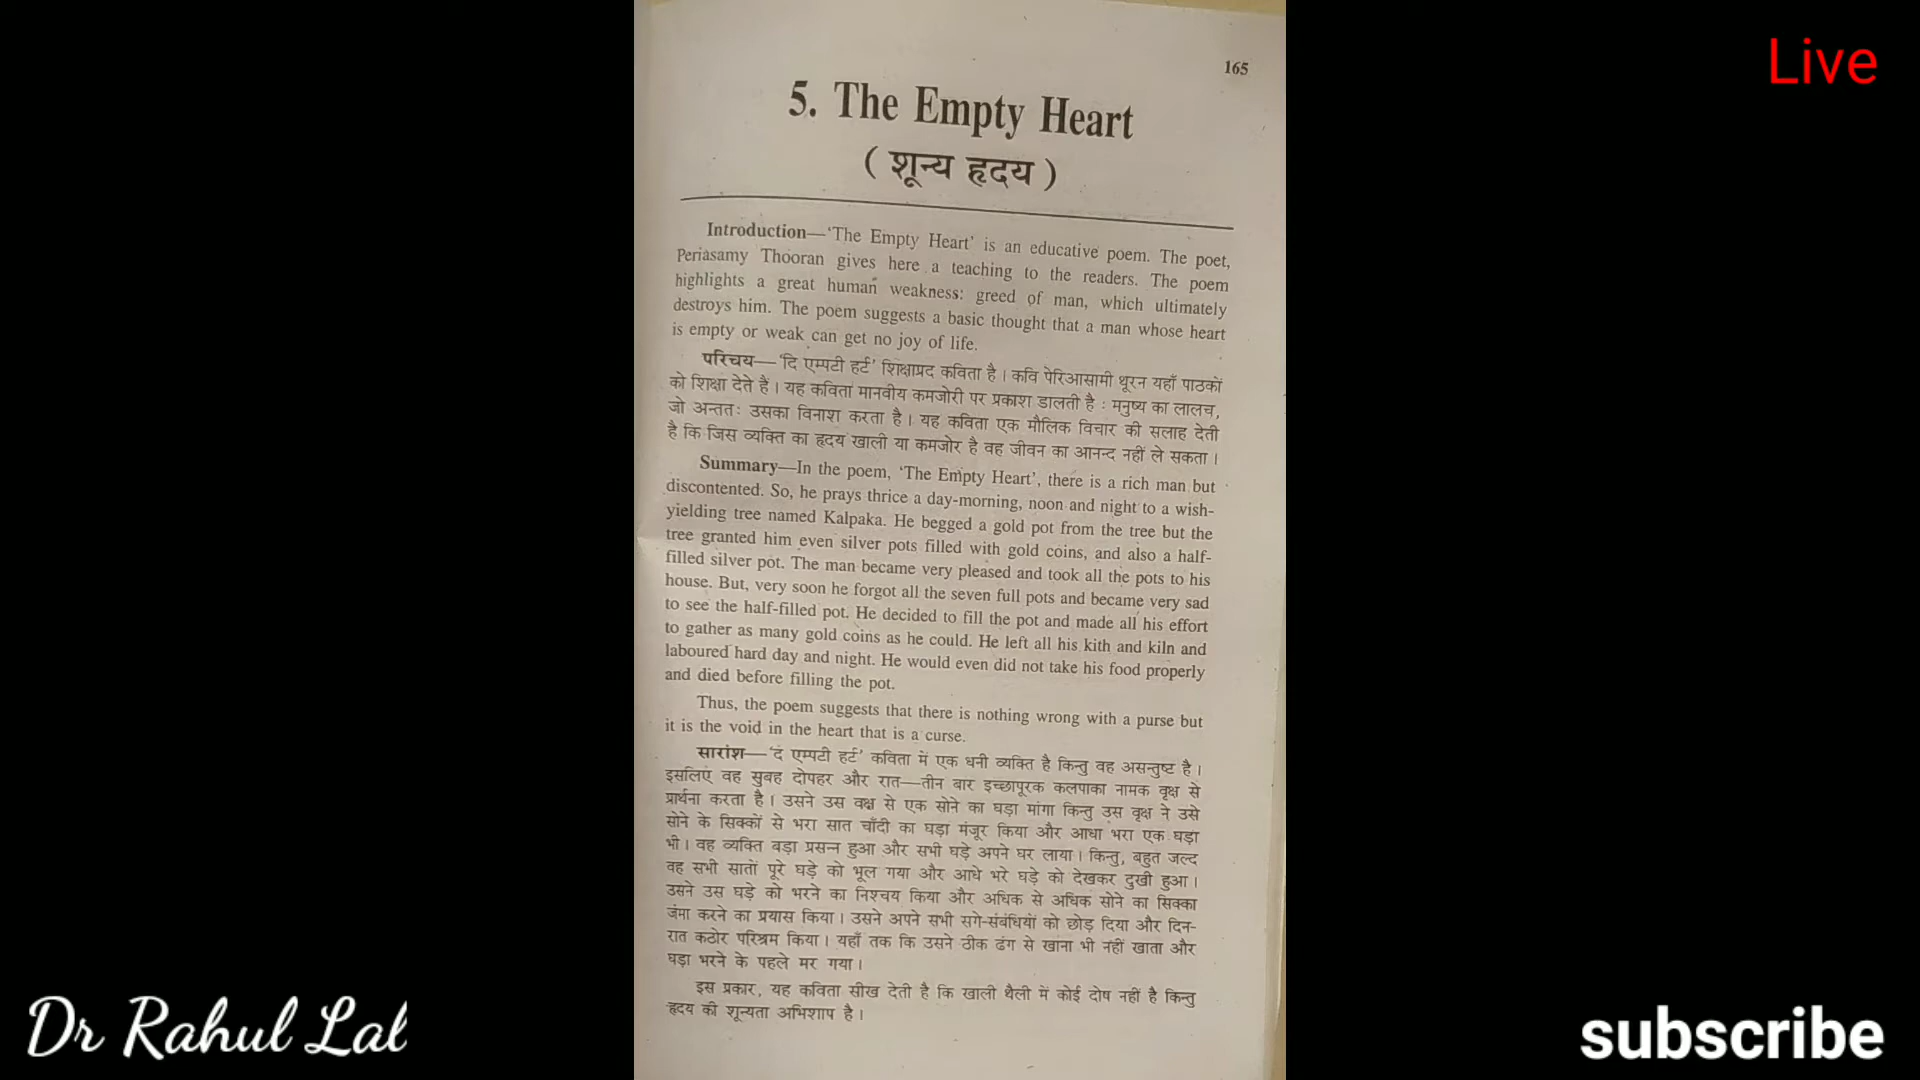 Live
165
5. The Empty Heart
( शून्य हृदय )
Introduction—‘The Empty Heart’ is an educative poem. The poet,
Periasamy Thooran gives here a teaching to the readers. The poem
highlights a great human weakness: greed of man, which ultimately
destroys him. The poem suggests a basic thought that a man whose heart
is empty or weak can get no joy of life.
परिचय—‘दि एम्पटी हर्ट’ शिक्षाप्रद कविता है। कवि पेरिआसामी थूरन यहाँ पाठकों
को शिक्षा देते हैं। यह कविता मानवीय कमजोरी पर प्रकाश डालती है : मनुष्य का लालच,
जो अन्ततः उसका विनाश करता है। यह कविता एक मौलिक विचार की सलाह देती
है कि जिस व्यक्ति का हृदय खाली या कमजोर है वह जीवन का आनन्द नहीं ले सकता।
Summary—In the poem, ‘The Empty Heart’, there is a rich man but
discontented. So, he prays thrice a day-morning, noon and night to a wish-
yielding tree named Kalpaka. He begged a gold pot from the tree but the
tree granted him even silver pots filled with gold coins, and also a half-
filled silver pot. The man became very pleased and took all the pots to his
house. But, very soon he forgot all the seven full pots and became very sad
to see the half-filled pot. He decided to fill the pot and made all his effort
to gather as many gold coins as he could. He left all his kith and kiln and
laboured hard day and night. He would even did not take his food properly
and died before filling the pot.
Thus, the poem suggests that there is nothing wrong with a purse but
it is the void in the heart that is a curse.
सारांश—‘द एम्पटी हर्ट’ कविता में एक धनी व्यक्ति है किन्तु वह असन्तुष्ट है।
इसलिए वह सुबह दोपहर और रात—तीन बार इच्छापूरक कलपाका नामक वृक्ष से
प्रार्थना करता है। उसने उस वक्ष से एक सोने का घड़ा मांगा किन्तु उस वृक्ष ने उसे
सोने के सिक्कों से भरा सात चाँदी का घड़ा मंजूर किया और आधा भरा एक घड़ा
भी। वह व्यक्ति बड़ा प्रसन्न हुआ और सभी घड़े अपने घर लाया। किन्तु, बहुत जल्द
वह सभी सातों पूरे घड़े को भूल गया और आधे भरे घड़े को देखकर दुखी हुआ।
उसने उस घड़े को भरने का निश्चय किया और अधिक से अधिक सोने का सिक्का
जमा करने का प्रयास किया। उसने अपने सभी सगे-संबंधियों को छोड़ दिया और दिन-
रात कठोर परिश्रम किया। यहाँ तक कि उसने ठीक ढंग से खाना भी नहीं खाता और
घड़ा भरने के पहले मर गया।
इस प्रकार, यह कविता सीख देती है कि खाली थैली में कोई दोष नहीं है किन्तु
हृदय की शून्यता अभिशाप है।
Dr Rahul Lal
subscribe